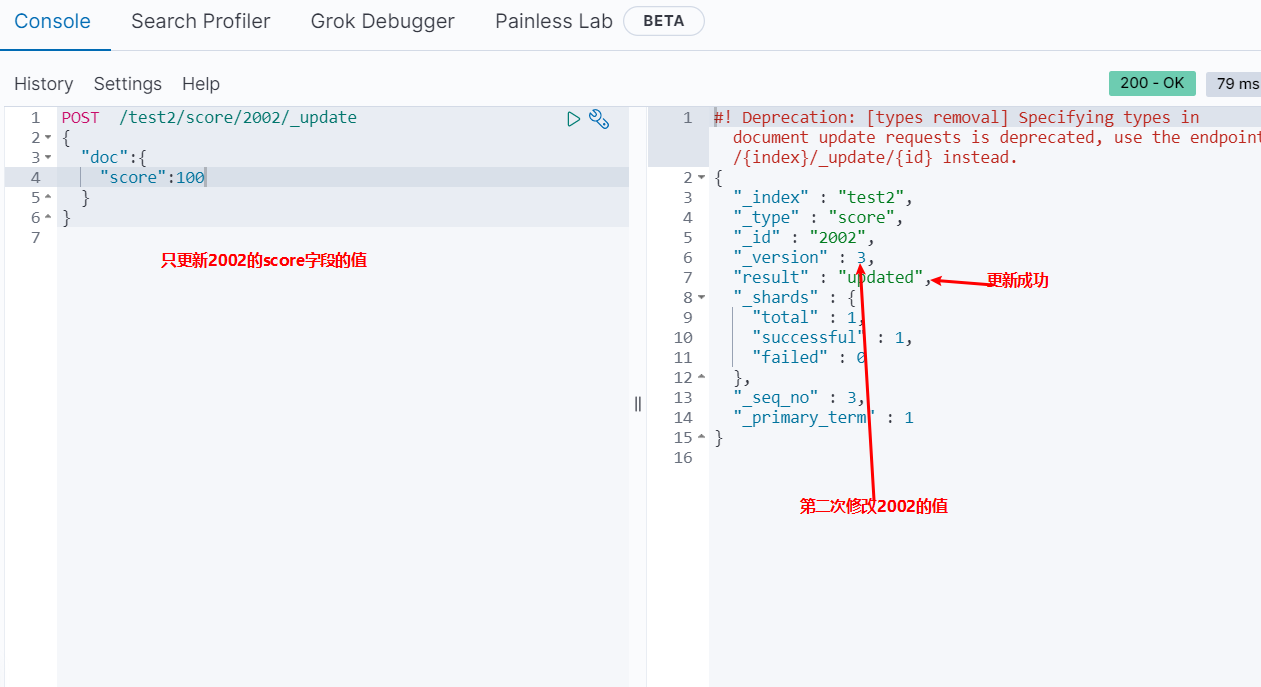 Console Search Profiler Grok Debugger Painless Lab BETA
History Settings Help 200 - OK 79 ms
1 POST /test2/score/2002/_update
2 {
3 "doc":{
4 "score":100
5 }
6 }
7
只更新2002的score字段的值
1 #! Deprecation: [types removal] Specifying types in
document update requests is deprecated, use the endpoint
/{index}/_update/{id} instead.
2 {
3 "_index" : "test2",
4 "_type" : "score",
5 "_id" : "2002",
6 "_version" : 3,
7 "result" : "updated", 更新成功
8 "_shards" : {
9 "total" : 1,
10 "successful" : 1,
11 "failed" : 0
12 },
13 "_seq_no" : 3,
14 "_primary_term" : 1
15 }
16
第二次修改2002的值